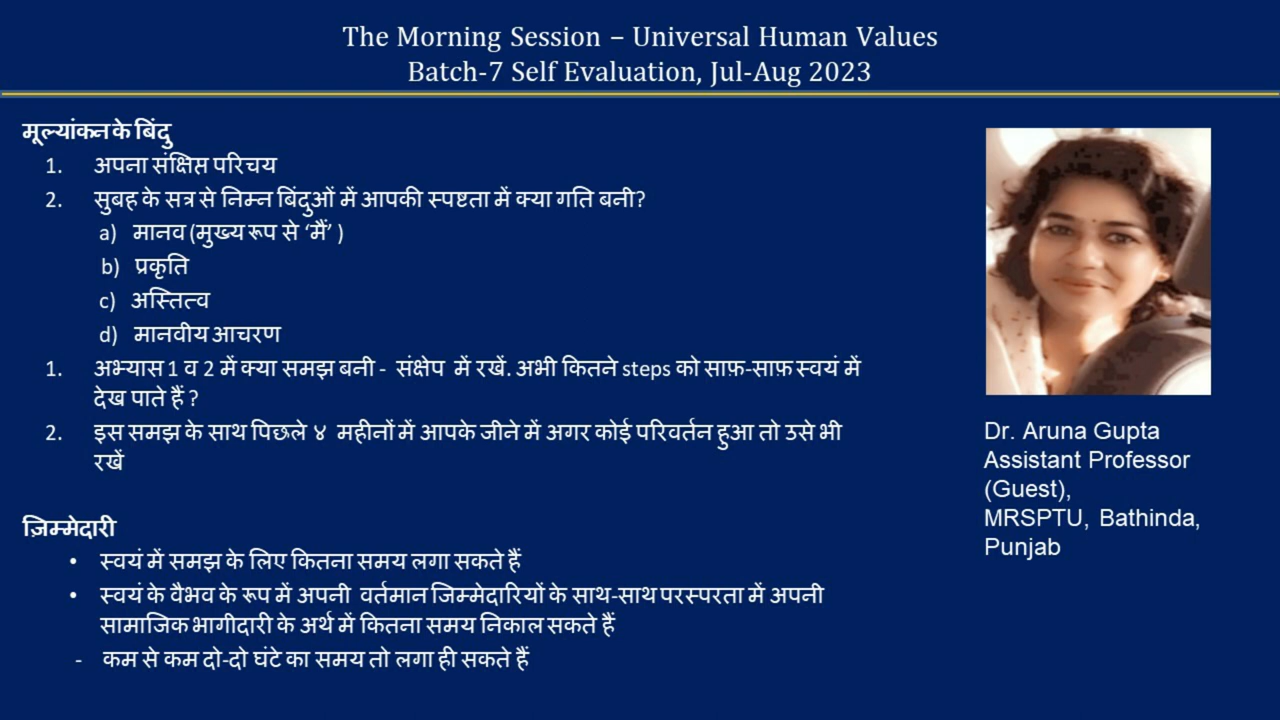 The Morning Session – Universal Human Values
Batch-7 Self Evaluation, Jul-Aug 2023
मूल्यांकन के बिंदु
1. अपना संक्षिप्त परिचय
2. सुबह के सत्र से निम्न बिंदुओं में आपकी स्पष्टता में क्या गति बनी?
a) मानव (मुख्य रूप से ‘मैं’ )
b) प्रकृति
c) अस्तित्व
d) मानवीय आचरण
1. अभ्यास 1 व 2 में क्या समझ बनी - संक्षेप में रखें. अभी कितने steps को साफ़-साफ़ स्वयं में
देख पाते हैं ?
2. इस समझ के साथ पिछले ४ महीनों में आपके जीने में अगर कोई परिवर्तन हुआ तो उसे भी
रखें
ज़िम्मेदारी
• स्वयं में समझ के लिए कितना समय लगा सकते हैं
• स्वयं के वैभव के रूप में अपनी वर्तमान जिम्मेदारियों के साथ-साथ परस्परता में अपनी
सामाजिक भागीदारी के अर्थ में कितना समय निकाल सकते हैं
- कम से कम दो-दो घंटे का समय तो लगा ही सकते हैं
Dr. Aruna Gupta
Assistant Professor
(Guest),
MRSPTU, Bathinda,
Punjab